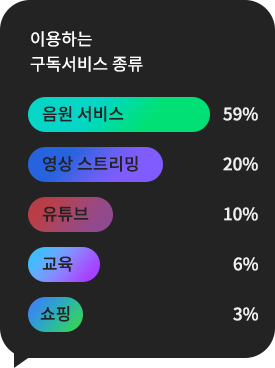 이용하는
구독서비스 종류
음원 서비스 59%
영상 스트리밍 20%
유튜브 10%
교육 6%
쇼핑 3%